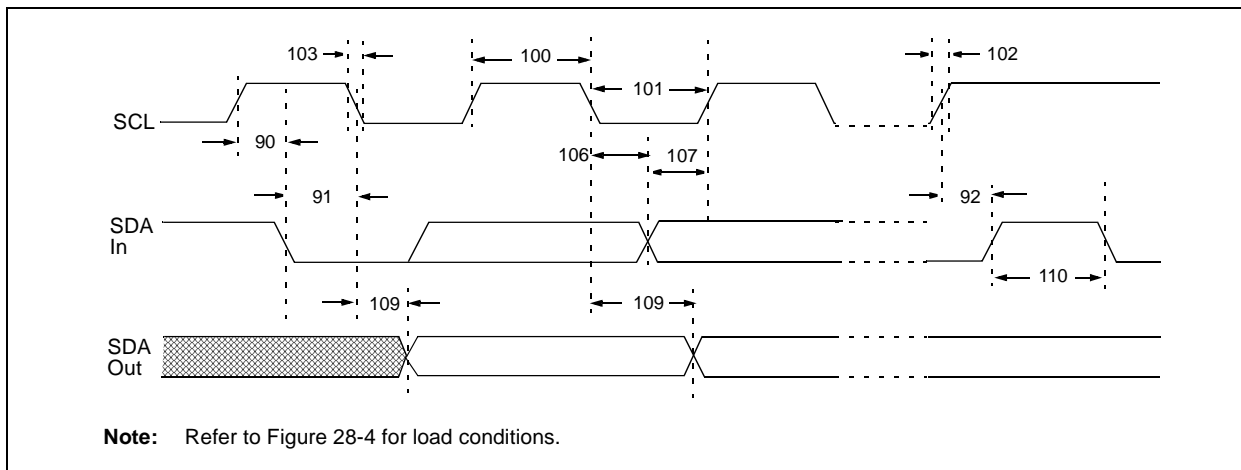 103
100
102
101
SCL
90
106
107
91
92
SDA
In
110
109
109
SDA
Out
Note: Refer to Figure 28-4 for load conditions.